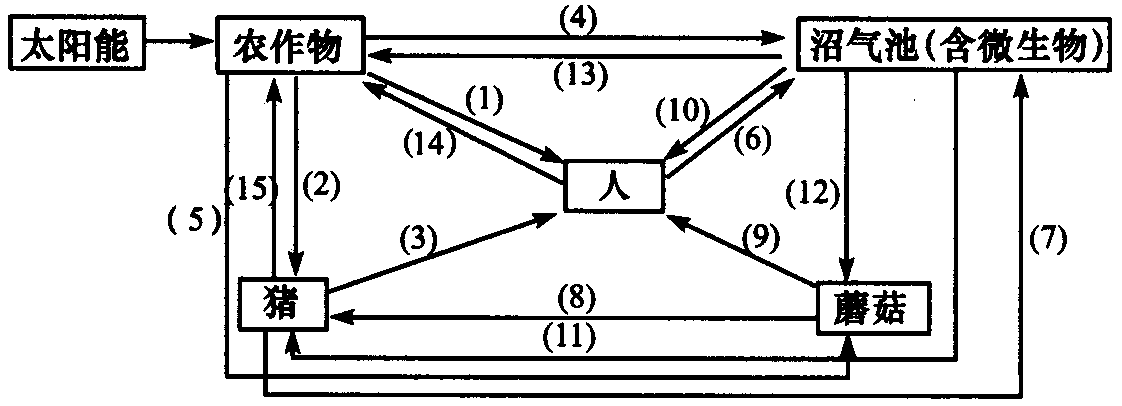 太阳能
农作物
(4)
沼气池(含微生物)
(13)
(1)
(10)
(14)
(6)
(15)
(2)
人
(12)
(5)
(3)
(9)
(7)
猪
(8)
蘑菇
(11)